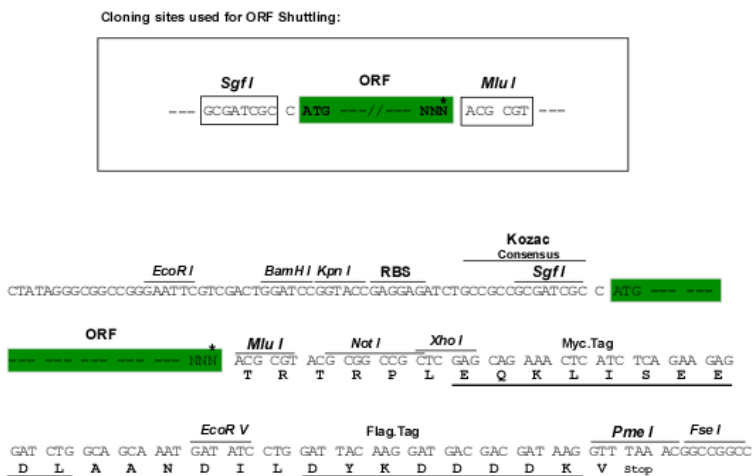 Cloning sites used for ORF Shuttling:
Sgf I ORF Mlu I
--- GCGATCGC C ATG ---//--- NNN* ACG CGT ---
Kozac
Consensus
EcoR I BamH I Kpn I RBS Sgf I
CTATAGGGCGGCCGGGAATTCGTCGACTGGATCCGGTACCGAGGAGATCTGCCGCCGCGATCGC C ATG --- ---
ORF Mlu I Not I Xho I Myc.Tag
--- --- --- --- --- --- NNN* ACG CGT ACG CGG CCG CTC GAG CAG AAA CTC ATC TCA GAA GAG
T R T R P L E Q K L I S E E
EcoR V Flag.Tag Pme I Fse I
GAT CTG GCA GCA AAT GAT ATC CTG GAT TAC AAG GAT GAC GAC GAT AAG GTT TAA ACGGCCGGCC
D L A A N D I L D Y K D D D D K V Stop